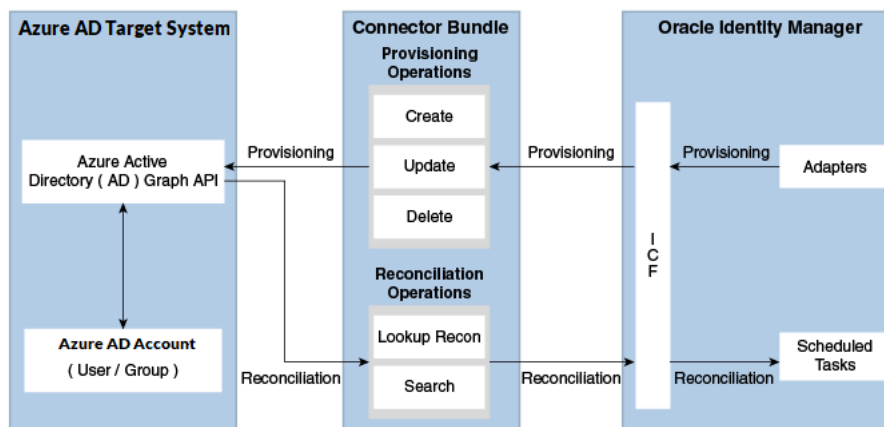 Azure AD Target System
Azure Active
Directory ( AD ) Graph API
Azure AD Account
( User / Group )
Provisioning
Reconciliation
Connector Bundle
Provisioning
Operations
Create
Update
Delete
Reconciliation
Operations
Lookup Recon
Search
Provisioning
Reconciliation
Oracle Identity Manager
I
C
F
Provisioning
Adapters
Reconciliation
Scheduled
Tasks